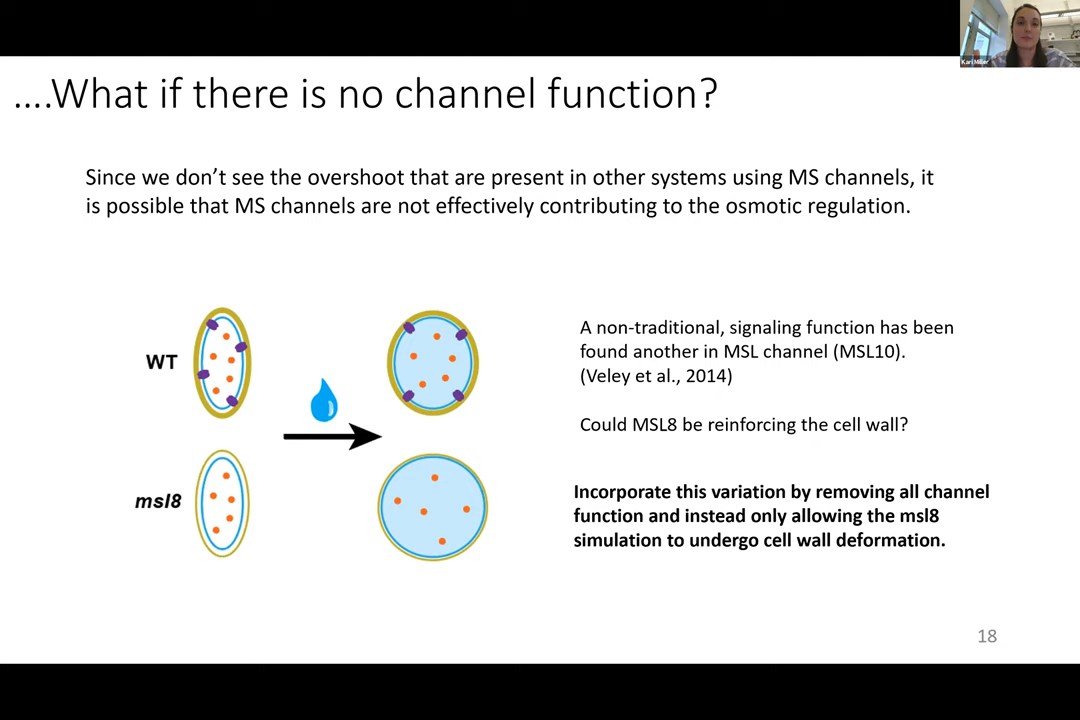 ....What if there is no channel function?
Kari Miller
Since we don't see the overshoot that are present in other systems using MS channels, it
is possible that MS channels are not effectively contributing to the osmotic regulation.
WT
msl8
A non-traditional, signaling function has been
found another in MSL channel (MSL10).
(Veley et al., 2014)
Could MSL8 be reinforcing the cell wall?
Incorporate this variation by removing all channel
function and instead only allowing the msl8
simulation to undergo cell wall deformation.
18